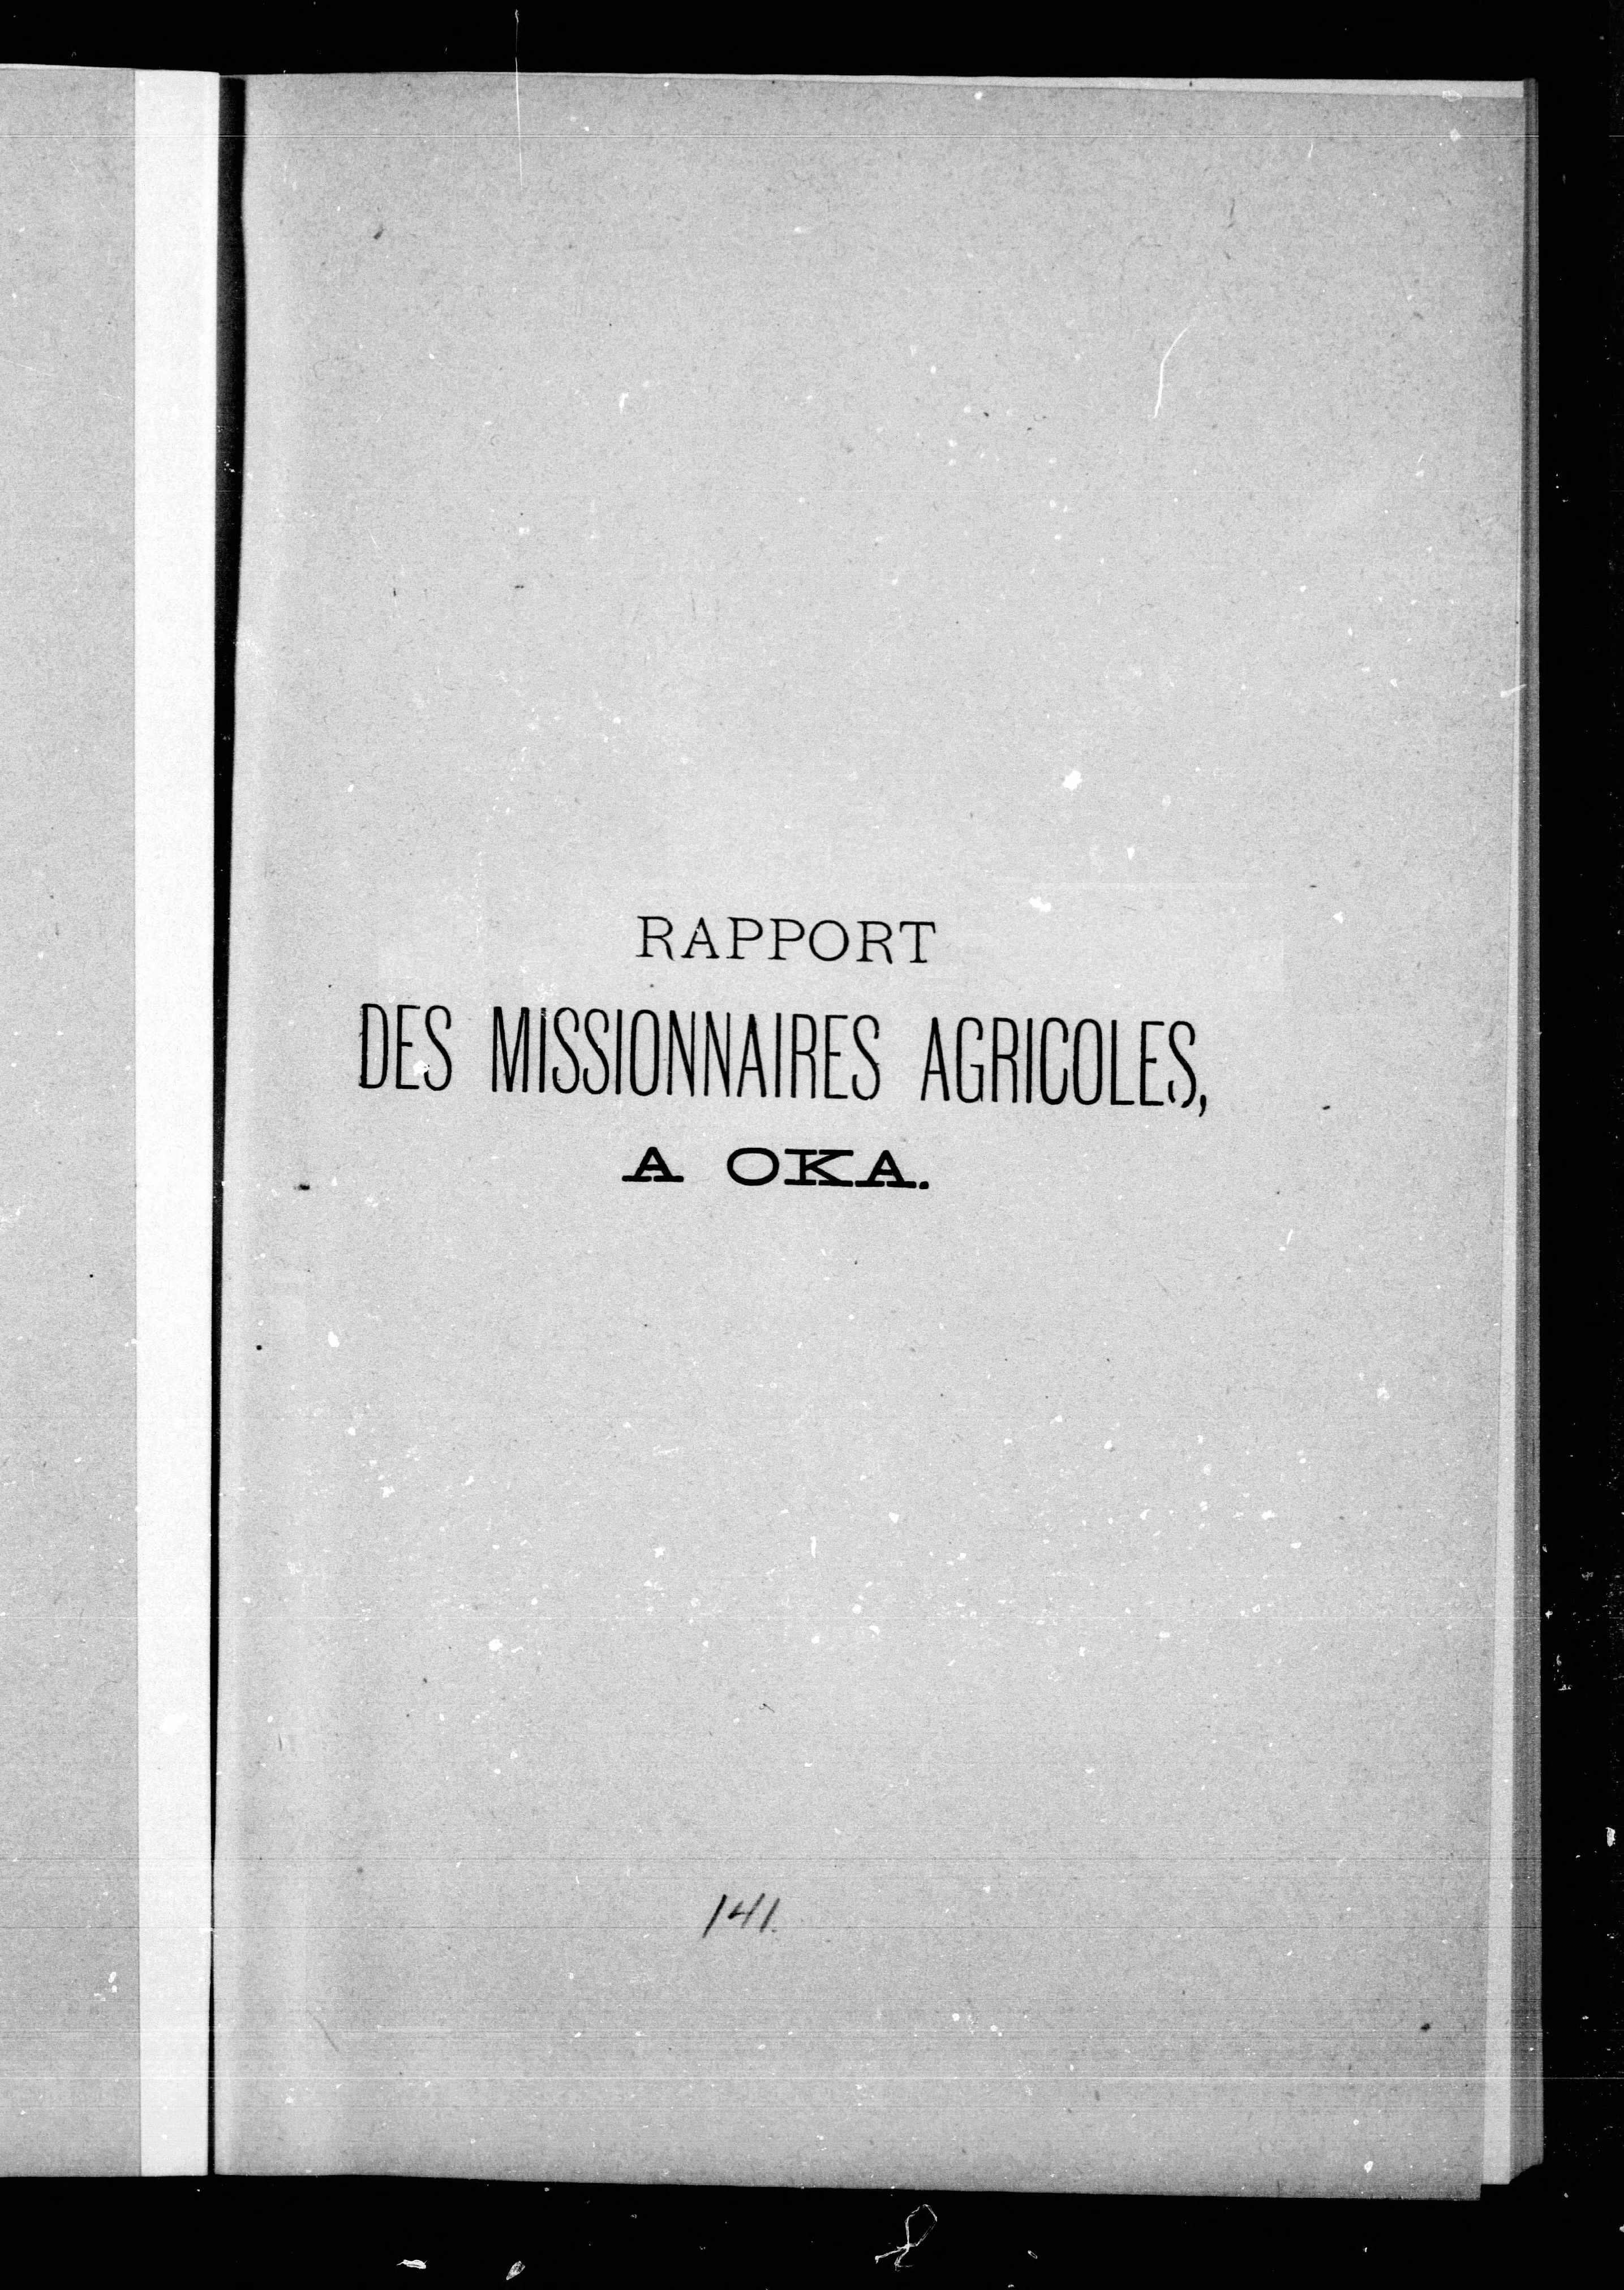 RAPPORT
DES MISSIONNAIRES AGRICOLES,
A OKA.
141.